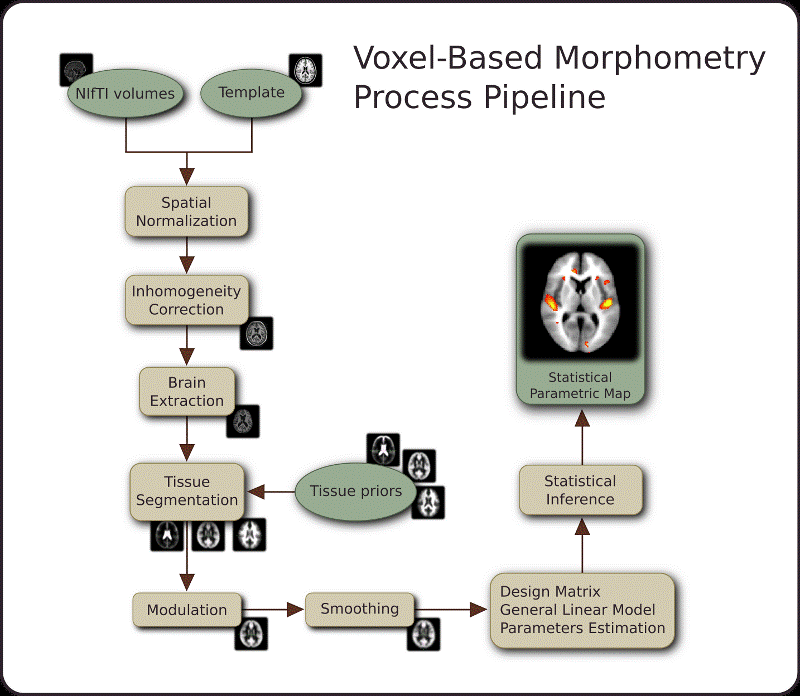 Voxel-Based Morphometry
Process Pipeline
NIfTI volumes
Template
Spatial
Normalization
Inhomogeneity
Correction
Brain
Extraction
Tissue
Segmentation
Tissue priors
Modulation
Smoothing
Design Matrix
General Linear Model
Parameters Estimation
Statistical
Inference
Statistical
Parametric Map